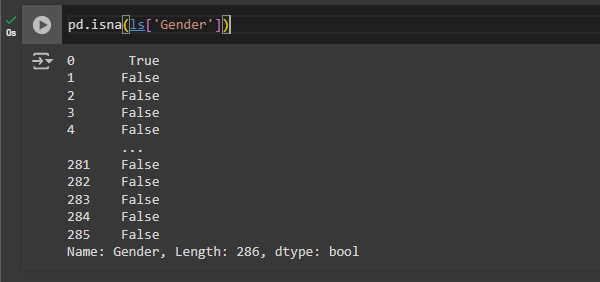 pd.isna(ls['Gender'])
0s
0       True
1      False
2      False
3      False
4      False
       ...
281    False
282    False
283    False
284    False
285    False
Name: Gender, Length: 286, dtype: bool